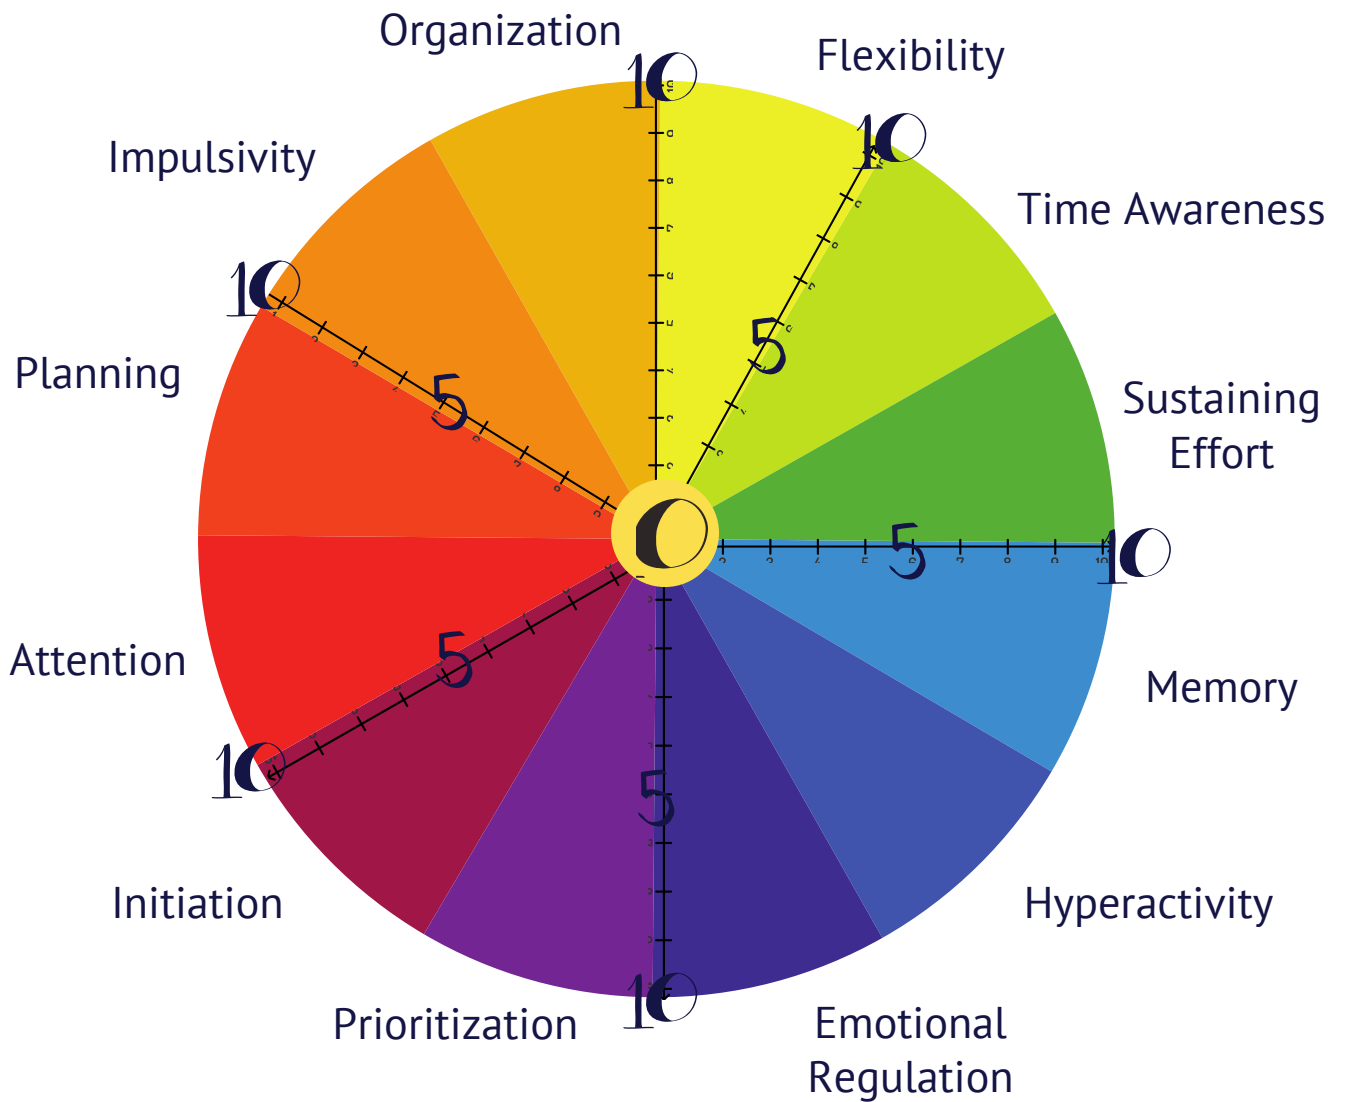 Organization
Flexibility
10
10
Impulsivity
Time Awareness
10
5
Planning
5
Sustaining
Effort
0
5
10
Attention
5
Memory
10
5
Initiation
Hyperactivity
10
Prioritization
Emotional
Regulation